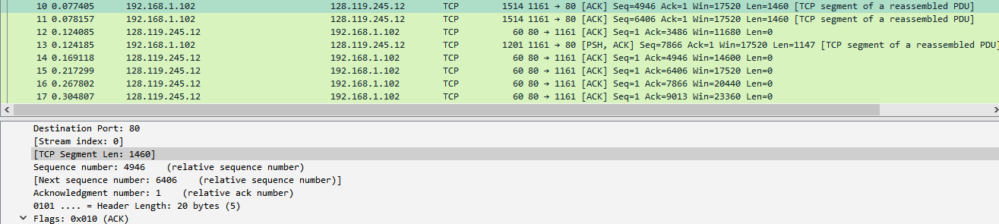 10 0.077405 192.168.1.102 128.119.245.12 TCP 1514 1161 → 80 [ACK] Seq=4946 Ack=1 Win=17520 Len=1460 [TCP segment of a reassembled PDU]
11 0.078157 192.168.1.102 128.119.245.12 TCP 1514 1161 → 80 [ACK] Seq=6406 Ack=1 Win=17520 Len=1460 [TCP segment of a reassembled PDU]
12 0.124085 128.119.245.12 192.168.1.102 TCP 60 80 → 1161 [ACK] Seq=1 Ack=3486 Win=11680 Len=0
13 0.124185 192.168.1.102 128.119.245.12 TCP 1201 1161 → 80 [PSH, ACK] Seq=7866 Ack=1 Win=17520 Len=1147 [TCP segment of a reassembled PDU]
14 0.169118 128.119.245.12 192.168.1.102 TCP 60 80 → 1161 [ACK] Seq=1 Ack=4946 Win=14600 Len=0
15 0.217299 128.119.245.12 192.168.1.102 TCP 60 80 → 1161 [ACK] Seq=1 Ack=6406 Win=17520 Len=0
16 0.267802 128.119.245.12 192.168.1.102 TCP 60 80 → 1161 [ACK] Seq=1 Ack=7866 Win=20440 Len=0
17 0.304807 128.119.245.12 192.168.1.102 TCP 60 80 → 1161 [ACK] Seq=1 Ack=9013 Win=23360 Len=0
Destination Port: 80
[Stream index: 0]
[TCP Segment Len: 1460]
Sequence number: 4946 (relative sequence number)
[Next sequence number: 6406 (relative sequence number)]
Acknowledgment number: 1 (relative ack number)
0101 .... = Header Length: 20 bytes (5)
Flags: 0x010 (ACK)